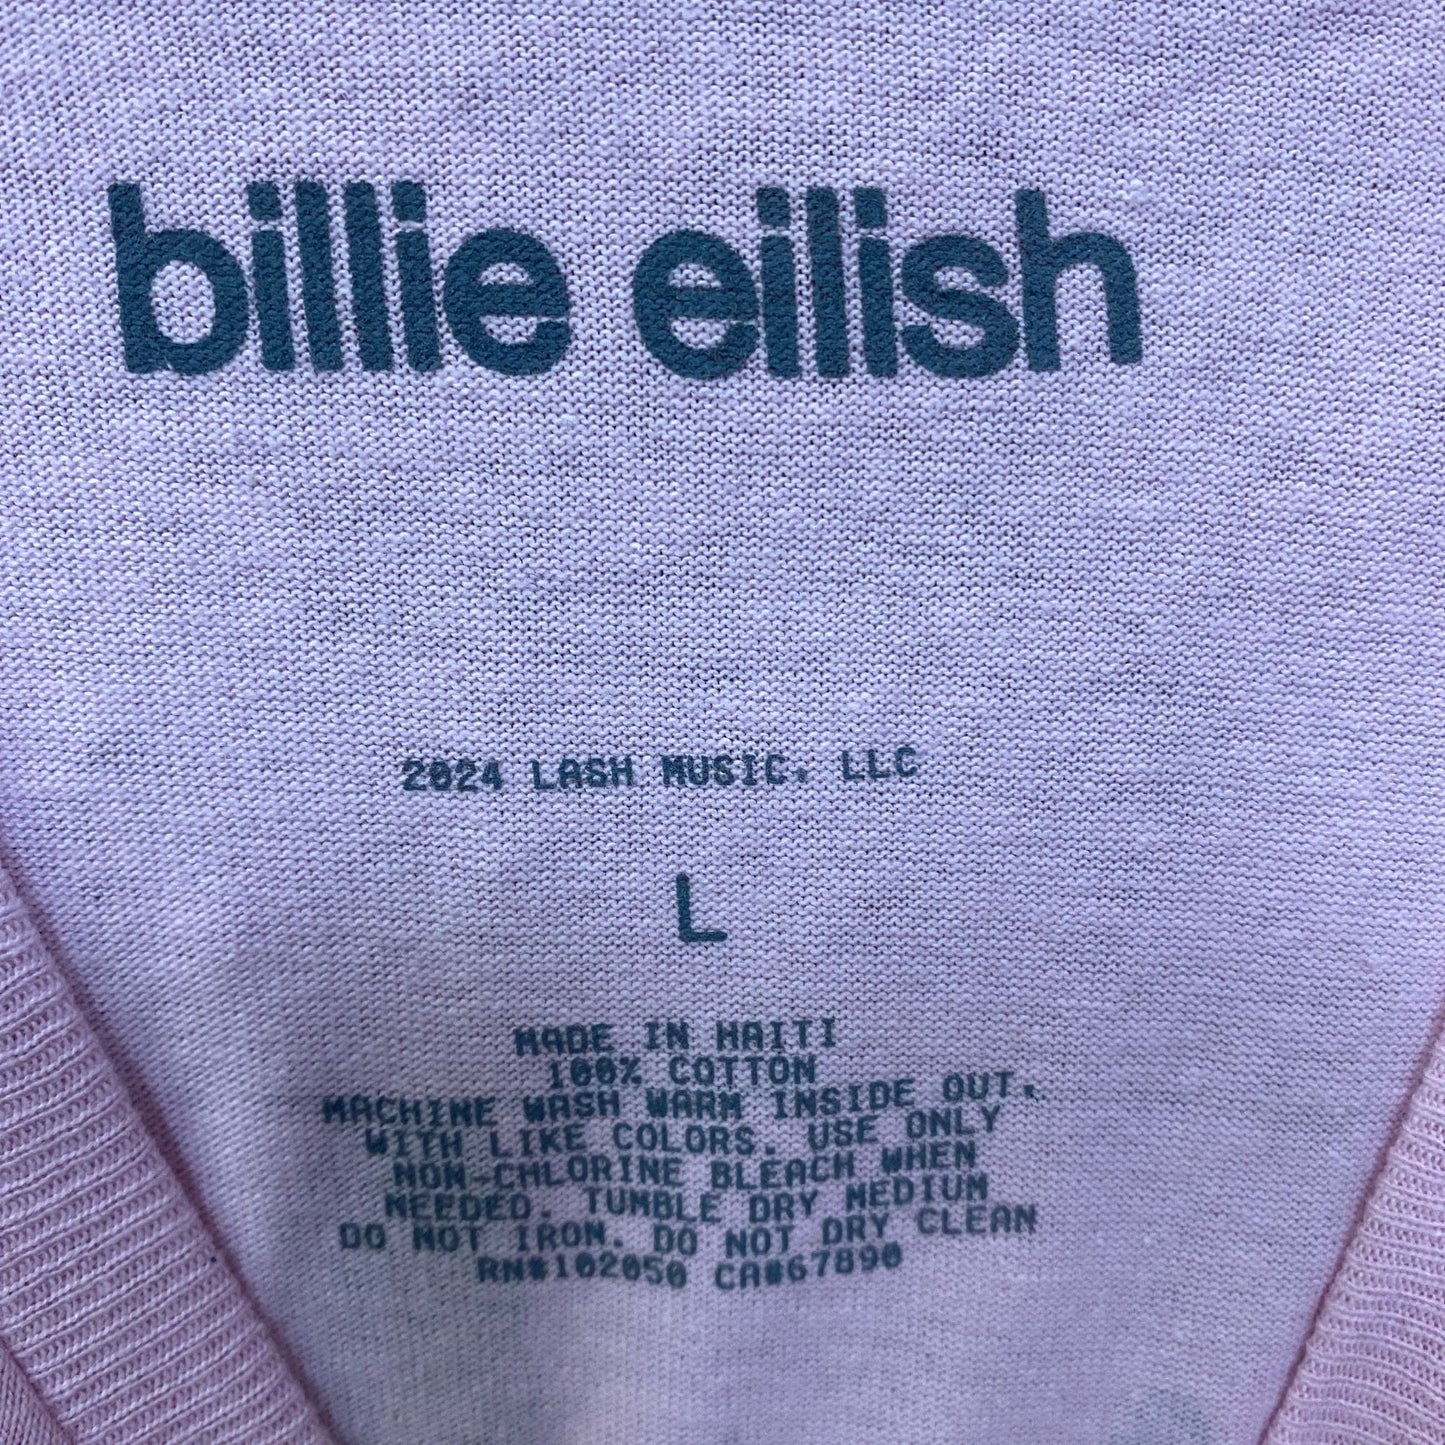 billie eilish
2024 LASH MUSIC, LLC
L
MADE IN HAITI
100% COTTON
MACHINE WASH WARM INSIDE OUT,
WITH LIKE COLORS. USE ONLY
NON-CHLORINE BLEACH WHEN
NEEDED. TUMBLE DRY MEDIUM
DO NOT IRON. DO NOT DRY CLEAN
RN#102050 CA#67890